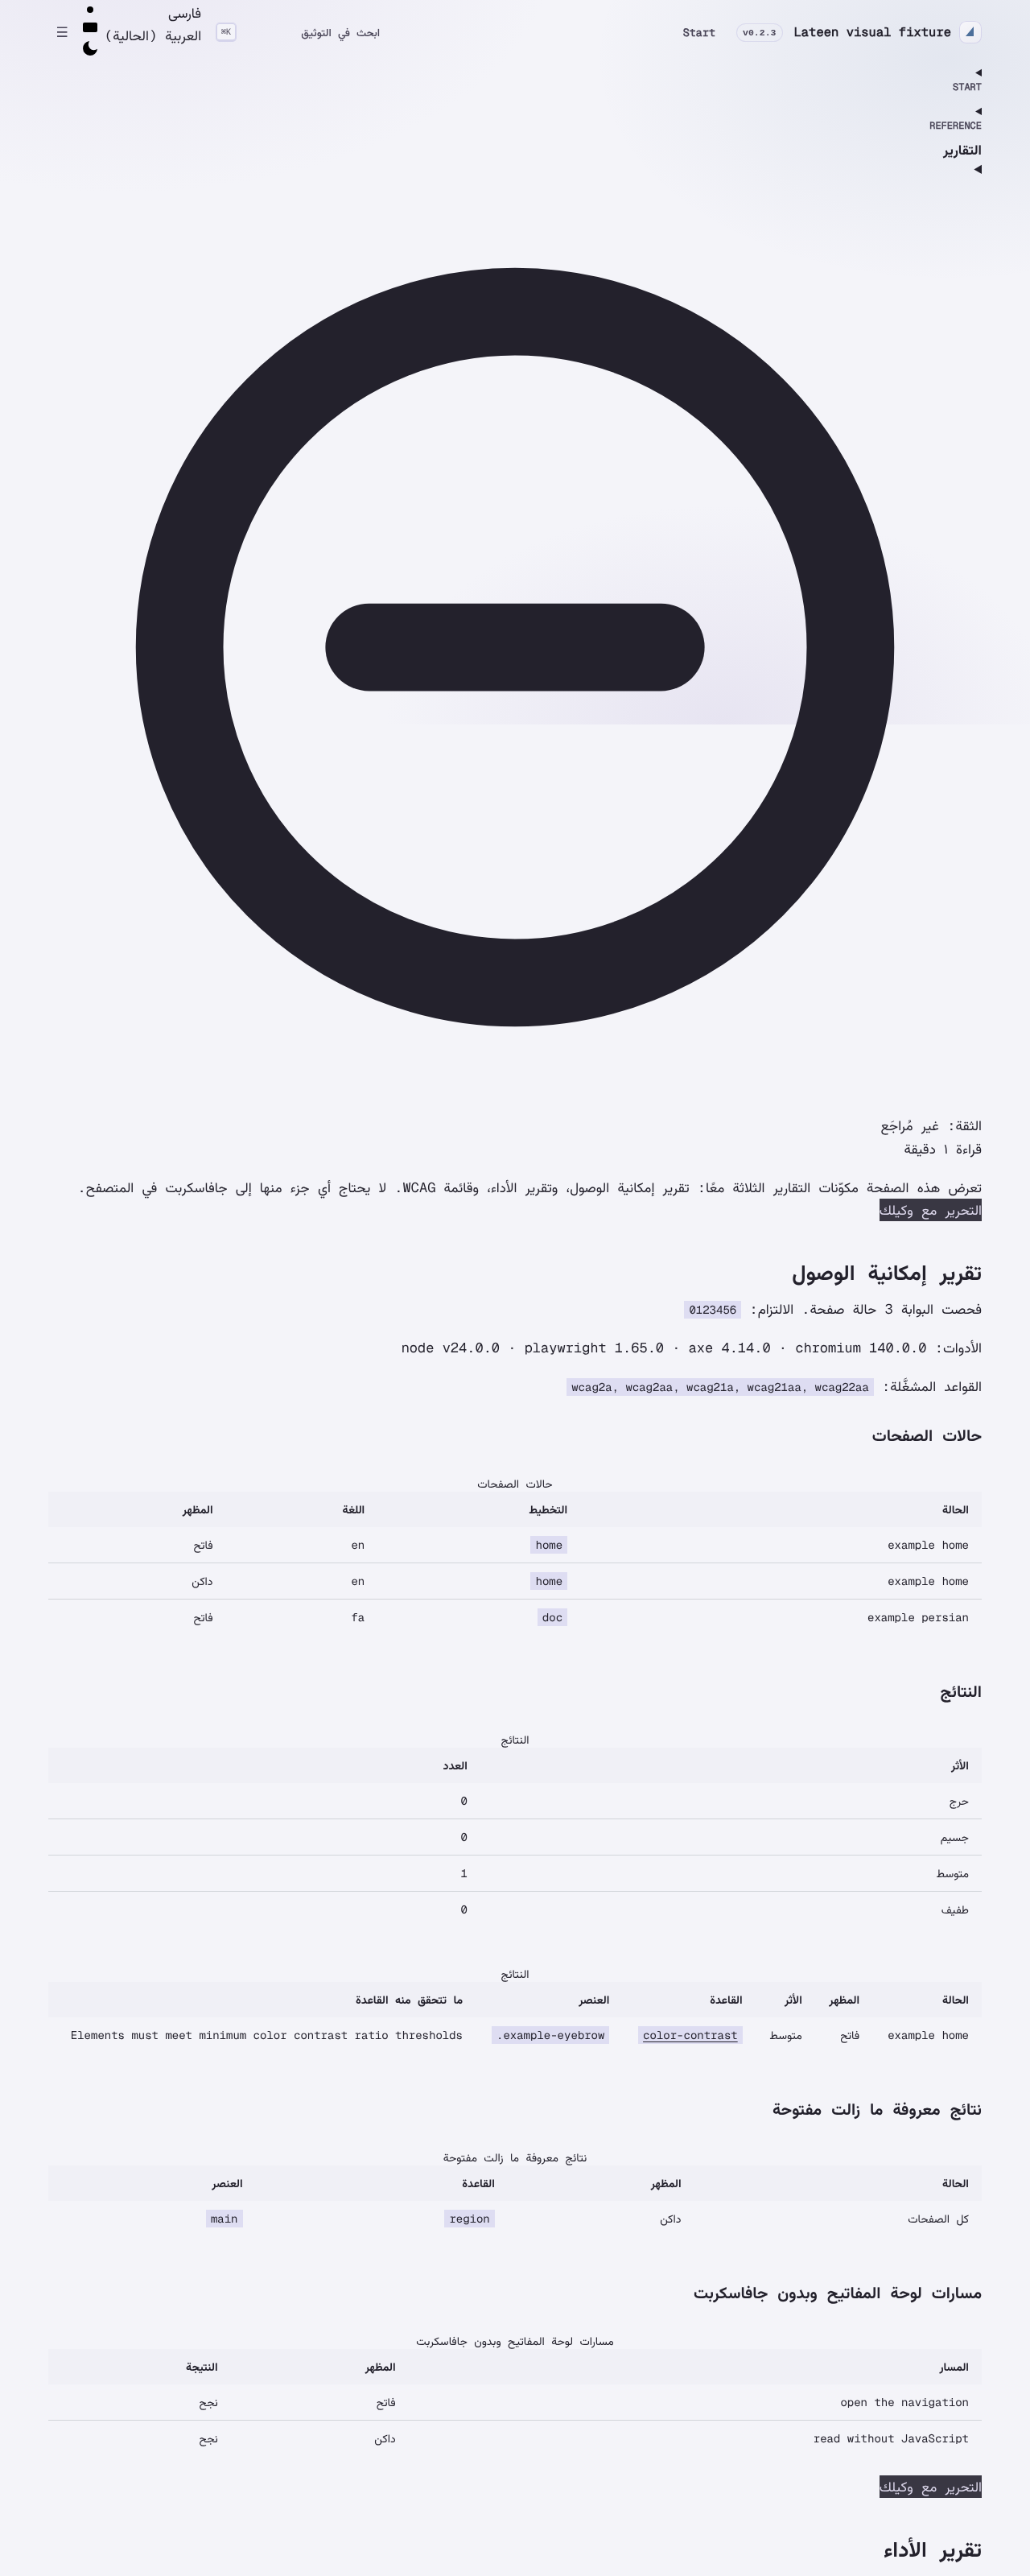 Lateen visual fixture v0.2.3 Start ابحث في التوثيق ⌘K
فارسی
العربية (الحالية)
START
REFERENCE
التقارير
الثقة: غير مُراجَع
قراءة ١ دقيقة
تعرض هذه الصفحة مكوّنات التقارير الثلاثة معًا: تقرير إمكانية الوصول، وتقرير الأداء، وقائمة WCAG. لا يحتاج أي جزء منها إلى جافاسكربت في المتصفح.
التحرير مع وكيلك
تقرير إمكانية الوصول
فحصت البوابة 3 حالة صفحة. الالتزام: 0123456
الأدوات: node v24.0.0 · playwright 1.65.0 · axe 4.14.0 · chromium 140.0.0
القواعد المشغَّلة: wcag2a, wcag2aa, wcag21a, wcag21aa, wcag22aa
حالات الصفحات
حالات الصفحات
الحالة التخطيط اللغة المظهر
example home home en فاتح
example home home en داكن
example persian doc fa فاتح
النتائج
النتائج
الأثر العدد
حرج 0
جسيم 0
متوسط 1
طفيف 0
النتائج
الحالة المظهر الأثر القاعدة العنصر ما تتحقق منه القاعدة
example home فاتح متوسط color-contrast .example-eyebrow Elements must meet minimum color contrast ratio thresholds
نتائج معروفة ما زالت مفتوحة
نتائج معروفة ما زالت مفتوحة
الحالة المظهر القاعدة العنصر
كل الصفحات داكن region main
مسارات لوحة المفاتيح وبدون جافاسكربت
مسارات لوحة المفاتيح وبدون جافاسكربت
المسار المظهر النتيجة
open the navigation فاتح نجح
read without JavaScript داكن نجح
التحرير مع وكيلك
تقرير الأداء